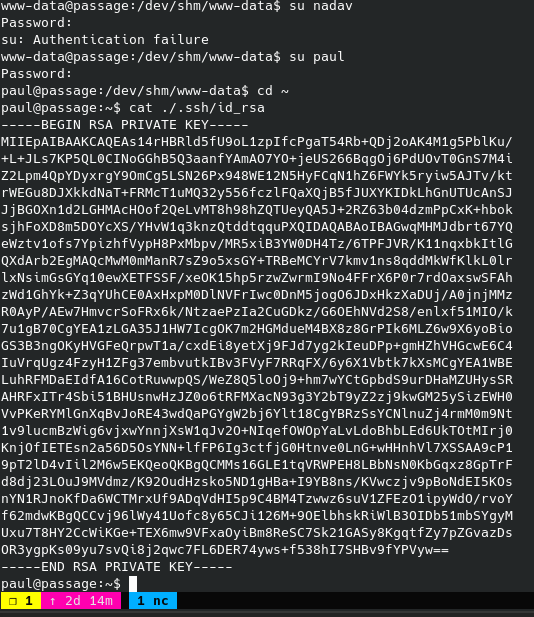 www-data@passage:/dev/shm/www-data$ su nadav
Password:
su: Authentication failure
www-data@passage:/dev/shm/www-data$ su paul
Password:
paul@passage:/dev/shm/www-data$ cd ~
paul@passage:~$ cat ./.ssh/id_rsa
-----BEGIN RSA PRIVATE KEY-----
MIIEpAIBAAKCAQEAs14rHBRld5fU9oL1zpIfcPgaT54Rb+QDj2oAK4M1g5PblKu/
+L+JLs7KP5QL0CINoGGhB5Q3aanfYAmAO7YO+jeUS266BqgOj6PdUOvT0GnS7M4i
Z2Lpm4QpYDyxrgY9OmCg5LSN26Px948WE12N5HyFCqN1hZ6FWYk5ryiw5AJTv/kt
rWEGu8DJXkkdNaT+FRMcT1uMQ32y556fczlFQaXQjB5fJUXYKIDkLhGnUTUcAnSJ
JjBGOXn1d2LGHMAcHOof2QeLvMT8h98hZQTUeyQA5J+2RZ63b04dzmPpCxK+hbok
sjhFoXD8m5DOYcXS/YHvW1q3knzQtddtqquPXQIDAQABAoIBAGwqMHMJdbrt67YQ
eWztv1ofs7YpizhfVypH8PxMbpv/MR5xiB3YW0DH4Tz/6TPFJVR/K11nqxbkItlG
QXdArb2EgMAQcMwM0mManR7sZ9o5xsGY+TRBeMCYrV7kmv1ns8qddMkWfKlkL0lr
lxNsimGsGYq10ewXETFSSF/xeOK15hp5rzwZwrmI9No4FFrX6P0r7rdOaxswSFAh
zWd1GhYk+Z3qYUhCE0AxHxpM0DlNVFrIwc0DnM5jogO6JDxHkzXaDUj/A0jnjMMz
R0AyP/AEw7HmvcrSoFRx6k/NtzaePzIa2CuGDkz/G6OEhNVd2S8/enlxf51MIO/k
7u1gB70CgYEA1zLGA35J1HW7IcgOK7m2HGMdueM4BX8z8GrPIk6MLZ6w9X6yoBio
GS3B3ngOKyHVGFeQrpwT1a/cxdEi8yetXj9FJd7yg2kIeuDPp+gmHZhVHGcwE6C4
IuVrqUgz4FzyH1ZFg37embvutkIBv3FVyF7RRqFX/6y6X1Vbtk7kXsMCgYEA1WBE
LuhRFMDaEIdfA16CotRuwwpQS/WeZ8Q5loOj9+hm7wYCtGpbdS9urDHaMZUHysSR
AHRFxITr4Sbi51BHUsnwHzJZ0o6tRFMXacN93g3Y2bT9yZ2zj9kwGM25ySizEWH0
VvPKeRYMlGnXqBvJoRE43wdQaPGYgW2bj6Ylt18CgYBRzSsYCNlnuZj4rmM0m9Nt
1v9lucmBzWig6vjxwYnnjXsW1qJv2O+NIqefOWOpYaLvLdoBhbLEd6UkTOtMIrj0
KnjOfIETEsn2a56D5OsYNN+lfFP6Ig3ctfjG0Htnve0LnG+wHHnhVl7XSSAA9cP1
9pT2lD4vIil2M6w5EKQeoQKBgQCMMs16GLE1tqVRWPEH8LBbNsN0KbGqxz8GpTrF
d8dj23LOuJ9MVdmz/K92OudHzsko5ND1gHBa+I9YB8ns/KVwczjv9pBoNdEI5KOs
nYN1RJnoKfDa6WCTMrxUf9ADqVdHI5p9C4BM4Tzwwz6suV1ZFEzO1ipyWdO/rvoY
f62mdwKBgQCCvj96lWy41Uofc8y65CJi126M+9OElbhskRiWlB3OIDb51mbSYgyM
Uxu7T8HY2CcWiKGe+TEX6mw9VFxaOyiBm8ReSC7Sk21GASy8KgqtfZy7pZGvazDs
OR3ygpKs09yu7svQi8j2qwc7FL6DER74yws+f538hI7SHBv9fYPVyw==
-----END RSA PRIVATE KEY-----
paul@passage:~$
❐ 1 ↑ 2d 14m 1 nc